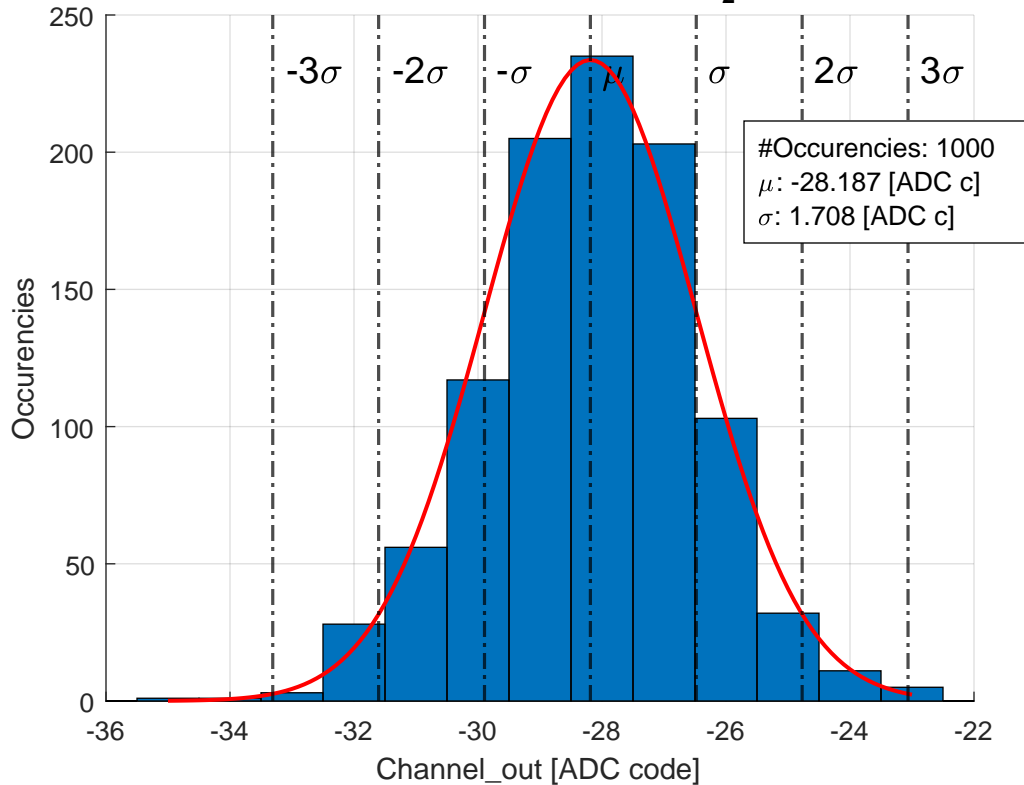 250
200
150
100
50
0
-3σ -2σ -σ μ σ 2σ 3σ
#Occurencies: 1000
μ: -28.187 [ADC c]
σ: 1.708 [ADC c]
Occurencies
-36 -34 -32 -30 -28 -26 -24 -22
Channel_out [ADC code]